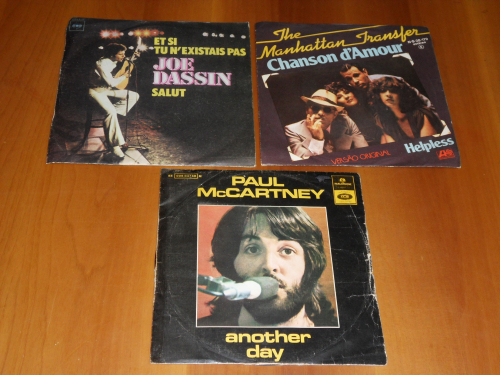 ET SI
TU N'EXISTAIS PAS
JOE
DASSIN
SALUT
The
Manhattan Transfer
Chanson d'Amour
Helpless
VERSÃO ORIGINAL
PAUL
McCARTNEY
another
day